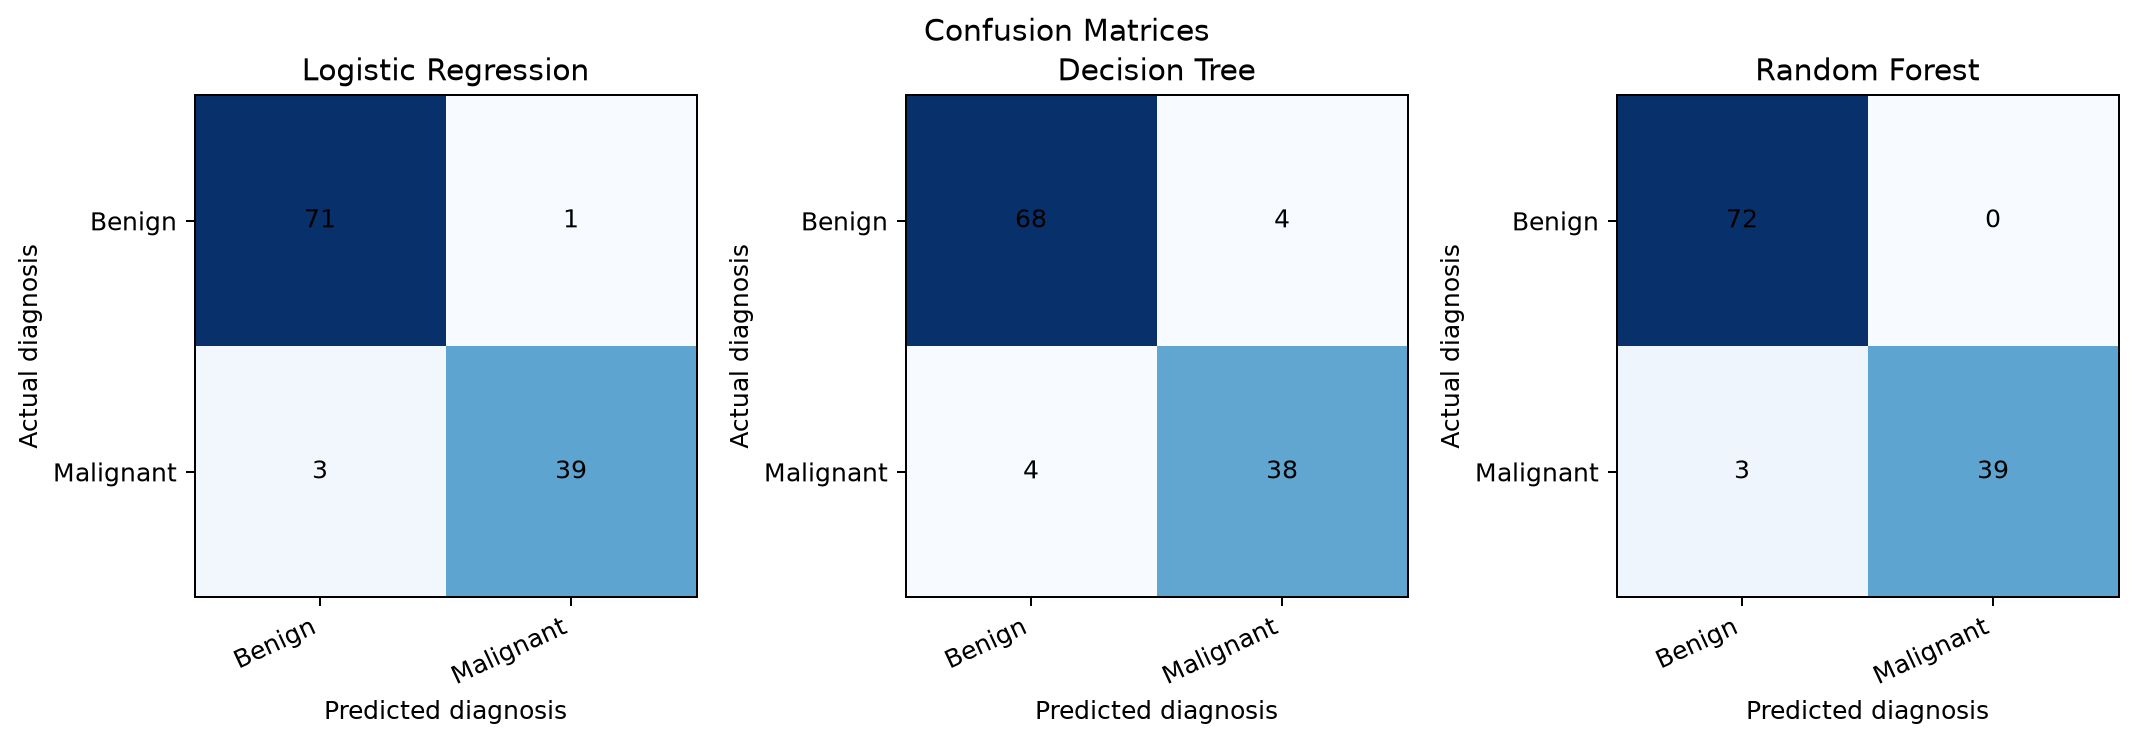 Confusion Matrices
Logistic Regression
Actual diagnosis
Benign
Malignant
71
1
3
39
Benign
Malignant
Predicted diagnosis
Decision Tree
Actual diagnosis
Benign
Malignant
68
4
4
38
Benign
Malignant
Predicted diagnosis
Random Forest
Actual diagnosis
Benign
Malignant
72
0
3
39
Benign
Malignant
Predicted diagnosis